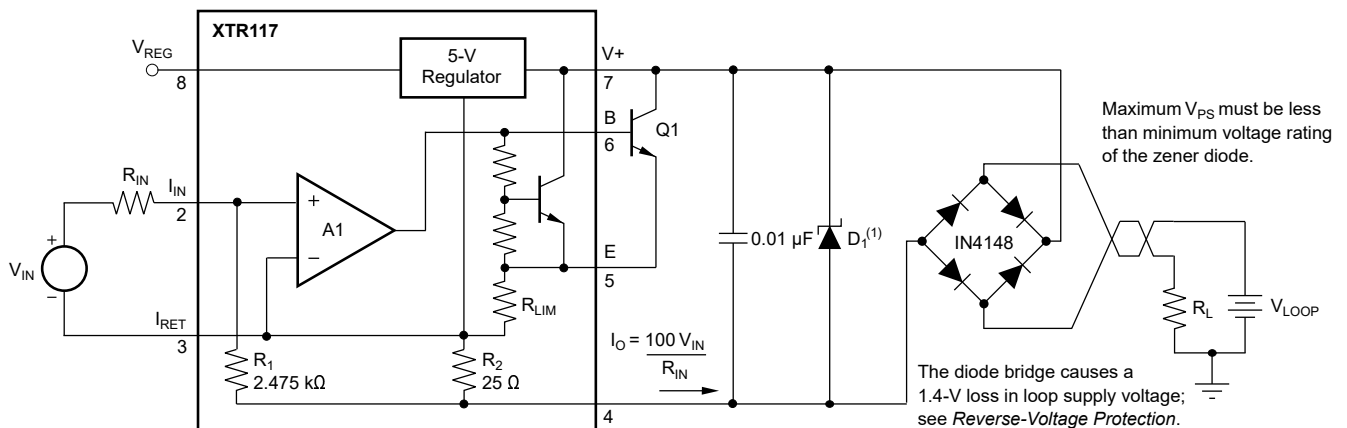 XTR117
V_REG
8
5-V
Regulator
V+
7
B
6
Q1
R_IN
I_IN
2
+
A1
−
V_IN
+
−
E
5
R_LIM
I_RET
3
R_1
2.475 kΩ
R_2
25 Ω
I_O = 100 V_IN
R_IN
4
0.01 µF
D_1^(1)
IN4148
Maximum V_PS must be less
than minimum voltage rating
of the zener diode.
R_L
V_LOOP
The diode bridge causes a
1.4-V loss in loop supply voltage;
see Reverse-Voltage Protection.